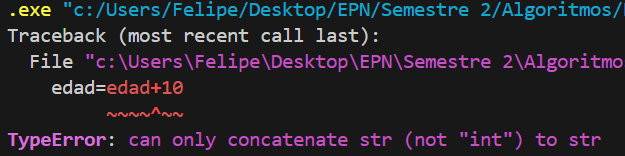 .exe "c:/Users/Felipe/Desktop/EPN/Semestre 2/Algoritmos/
Traceback (most recent call last):
File "c:\Users\Felipe\Desktop\EPN\Semestre 2\Algoritmo
edad=edad+10
~~~~^~~
TypeError: can only concatenate str (not "int") to str